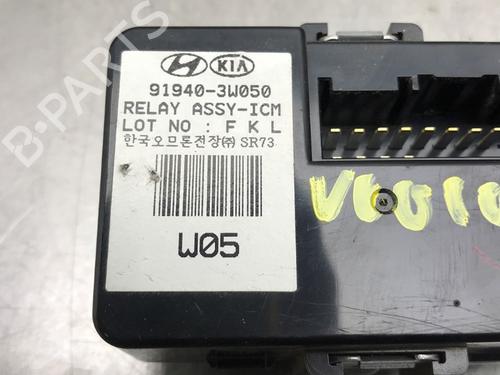 HYUNDAI KIA
91940-3W050
RELAY ASSY-ICM
LOT NO : F K L
한국오므론전장㈜ SR73
W05
B-PARTS